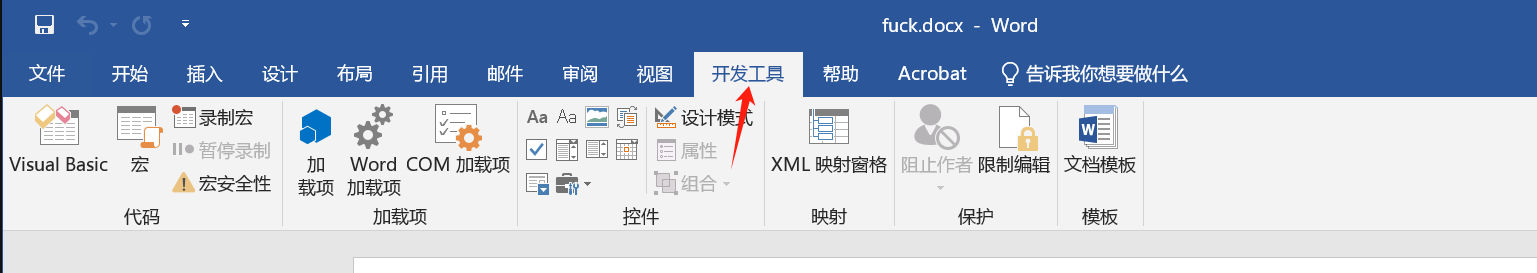 fuck.docx - Word
文件 开始 插入 设计 布局 引用 邮件 审阅 视图 开发工具 帮助 Acrobat 告诉我你想要做什么
Visual Basic
宏
录制宏
暂停录制
宏安全性
代码
加
载项
Word
加载项
COM 加载项
加载项
Aa Aa
设计模式
属性
组合
控件
XML 映射窗格
映射
阻止作者
限制编辑
保护
文档模板
模板